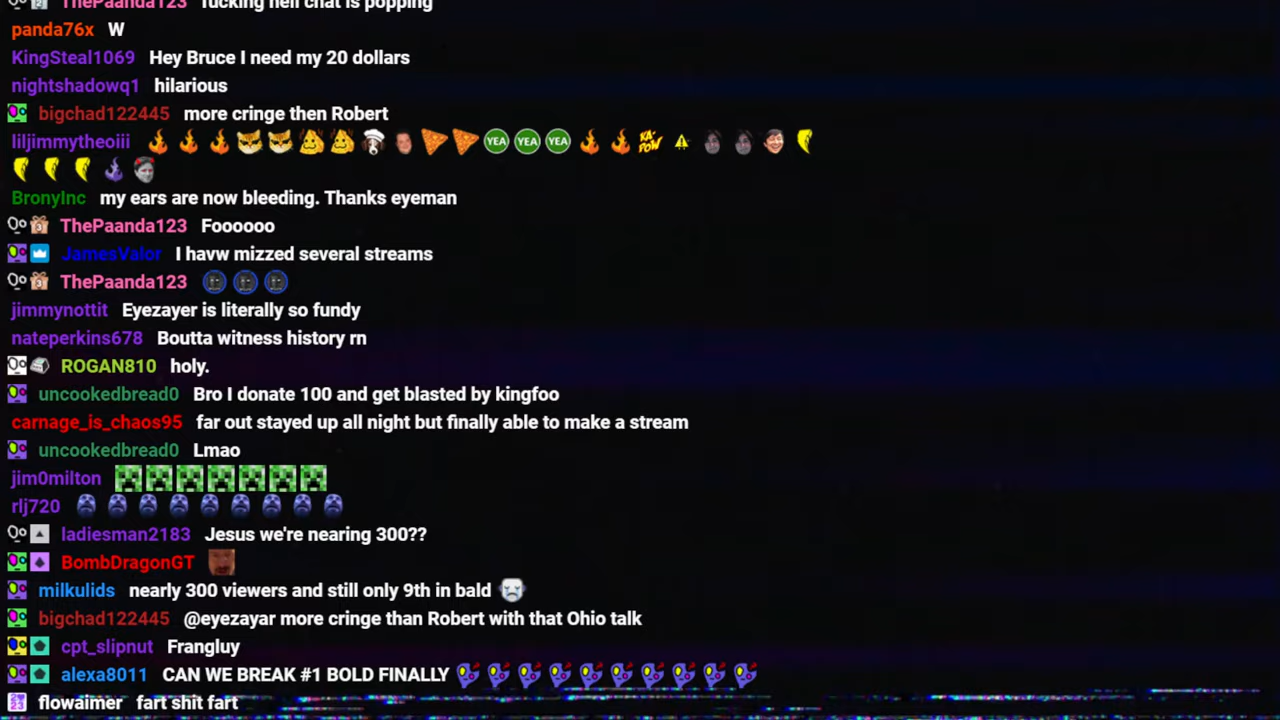 ThePaanda123 fucking hell chat is popping
panda76x W
KingSteal1069 Hey Bruce I need my 20 dollars
nightshadowq1 hilarious
bigchad122445 more cringe then Robert
liljimmytheoiii YEA YEA YEA KA-POW
BronyInc my ears are now bleeding. Thanks eyeman
ThePaanda123 Foooooo
JamesValor I havw mizzed several streams
ThePaanda123
jimmynottit Eyezayer is literally so fundy
nateperkins678 Boutta witness history rn
ROGAN810 holy.
uncookedbread0 Bro I donate 100 and get blasted by kingfoo
carnage_is_chaos95 far out stayed up all night but finally able to make a stream
uncookedbread0 Lmao
jim0milton
rlj720
ladiesman2183 Jesus we're nearing 300??
BombDragonGT
milkulids nearly 300 viewers and still only 9th in bald
bigchad122445 @eyezayar more cringe than Robert with that Ohio talk
cpt_slipnut Frangluy
alexa8011 CAN WE BREAK #1 BOLD FINALLY
flowaimer fart shit fart